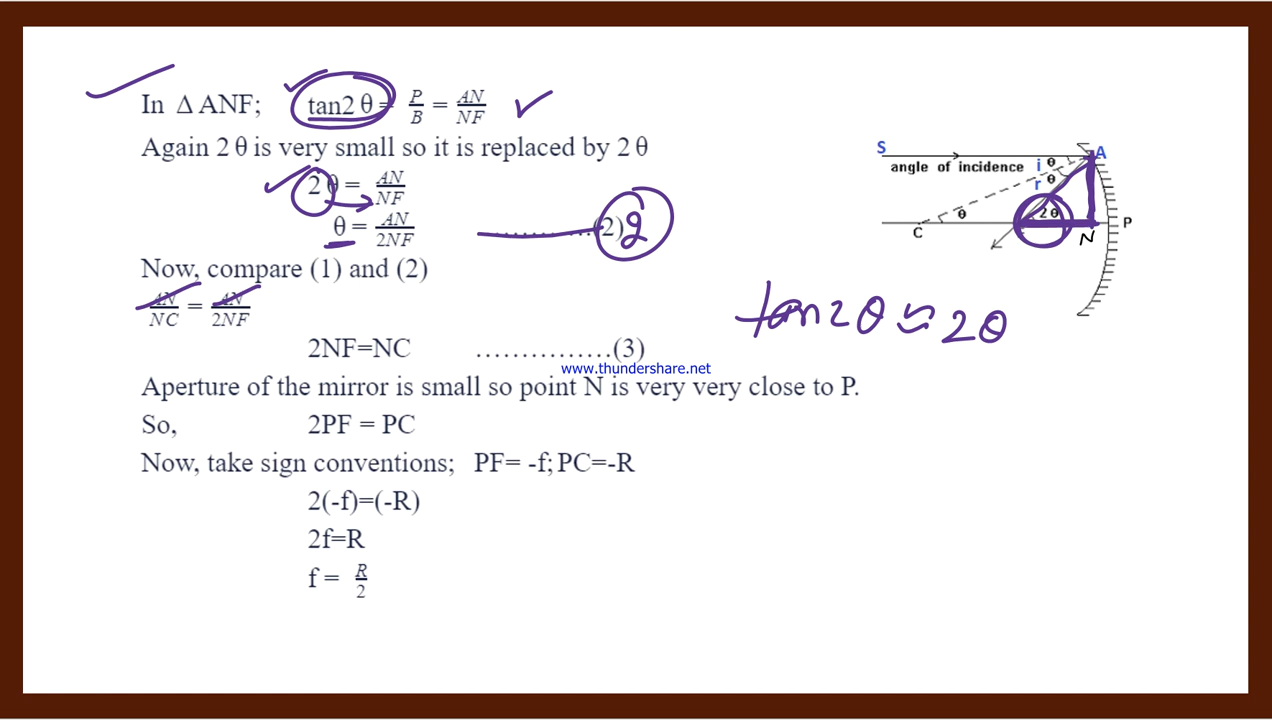 In Δ ANF; tan2 θ = P/B = AN/NF
Again 2 θ is very small so it is replaced by 2 θ
2 θ = AN/NF
θ = AN/2NF ............(2) 2
Now, compare (1) and (2)
AN/NC = AN/2NF
2NF=NC ...............(3)
www.thundershare.net
Aperture of the mirror is small so point N is very very close to P.
So, 2PF = PC
Now, take sign conventions; PF= -f; PC=-R
2(-f)=(-R)
2f=R
f = R/2
S
A
angle of incidence i θ
r θ
θ
2 θ
C
N
P
tan2θ ≈ 2θ